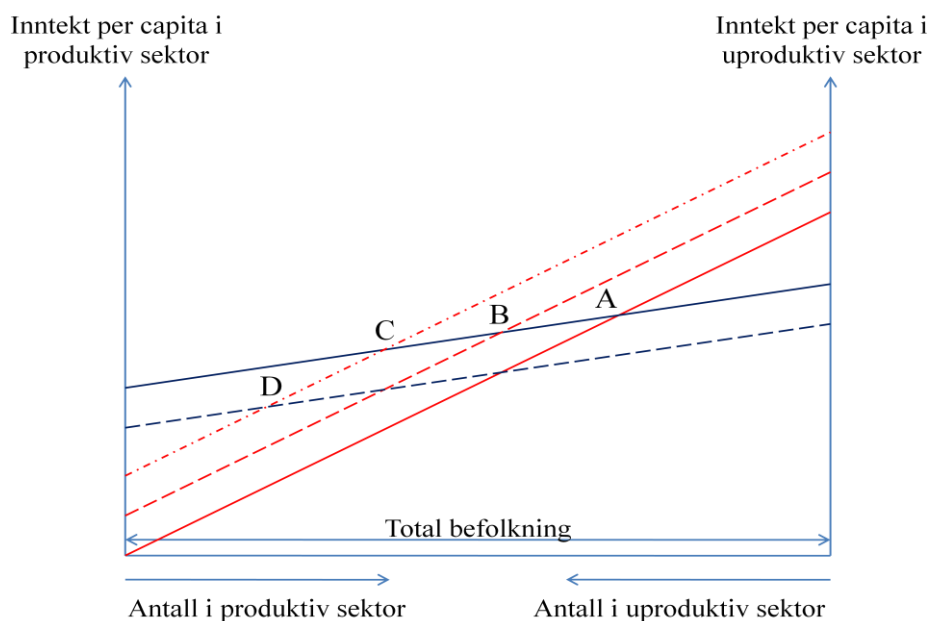 Inntekt per capita i
produktiv sektor
Inntekt per capita i
uproduktiv sektor
A
B
C
D
Total befolkning
Antall i produktiv sektor
Antall i uproduktiv sektor